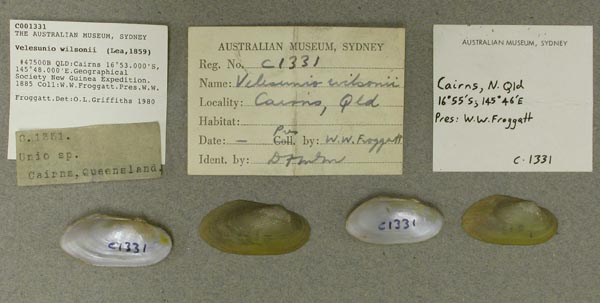 C001331
THE AUSTRALIAN MUSEUM, SYDNEY
Velesunio wilsonii (Lea,1859)
#47500B QLD:Cairns 16°53.000'S,
145°48.000'E.Geographical
Society New Guinea Expedition.
1885 Coll:W.W.Froggatt.Pres.W.W.
Froggatt.Det:O.L.Griffiths 1980
C.1331.
Unio sp.
Cairns,Queensland.
AUSTRALIAN MUSEUM, SYDNEY
Reg. No. C1331
Name: Velesunio wilsonii
Locality: Cairns, Qld
Habitat:
Pres
Date: — Coll. by: W.W.Froggatt
Ident. by:
AUSTRALIAN MUSEUM, SYDNEY
Cairns, N. Qld
16°55'S, 145°46'E
Pres: W.W.Froggatt
C.1331
C1331
C1331